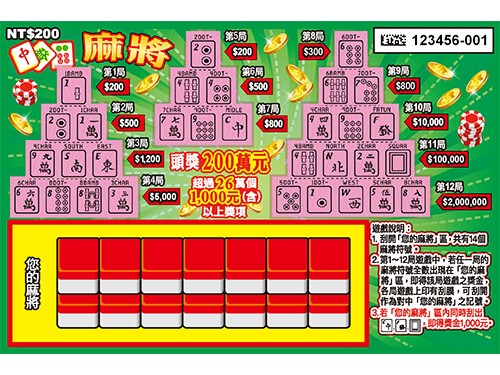 NT$200
麻將
123456-001
第1局
$200
第2局
$500
第3局
$1,200
第4局
$5,000
第5局
$200
第6局
$500
第7局
$800
第8局
$300
第9局
$800
第10局
$10,000
第11局
$100,000
第12局
$2,000,000
頭獎200萬元
超過26萬個
1,000元(含)
以上獎項
您的麻將
遊戲說明：
1. 刮開「您的麻將」區，共有14個
麻將符號。
2. 第1～12局遊戲中，若任一局的
麻將符號全數出現在「您的麻
將」區，即得該局遊戲之獎金，
各局遊戲上印有刮膜，可刮開
作為對中「您的麻將」之記號。
3. 若「您的麻將」區內同時刮出
，即得獎金1,000元。